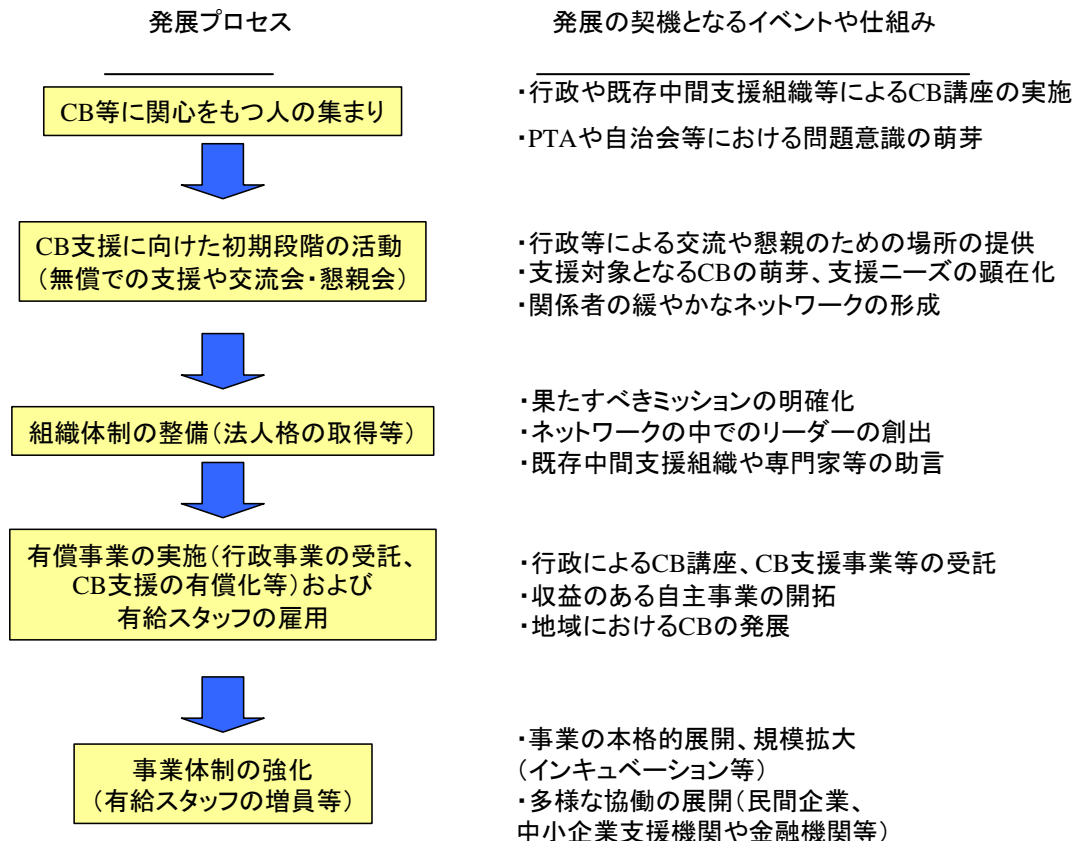 発展プロセス
発展の契機となるイベントや仕組み
CB等に関心をもつ人の集まり
・行政や既存中間支援組織等によるCB講座の実施
・PTAや自治会等における問題意識の萌芽
CB支援に向けた初期段階の活動
（無償での支援や交流会・懇親会）
・行政等による交流や懇親のための場所の提供
・支援対象となるCBの萌芽、支援ニーズの顕在化
・関係者の緩やかなネットワークの形成
組織体制の整備（法人格の取得等）
・果たすべきミッションの明確化
・ネットワークの中でのリーダーの創出
・既存中間支援組織や専門家等の助言
有償事業の実施（行政事業の受託、
CB支援の有償化等）および
有給スタッフの雇用
・行政によるCB講座、CB支援事業等の受託
・収益のある自主事業の開拓
・地域におけるCBの発展
事業体制の強化
（有給スタッフの増員等）
・事業の本格的展開、規模拡大
（インキュベーション等）
・多様な協働の展開（民間企業、
中小企業支援機関や金融機関等）